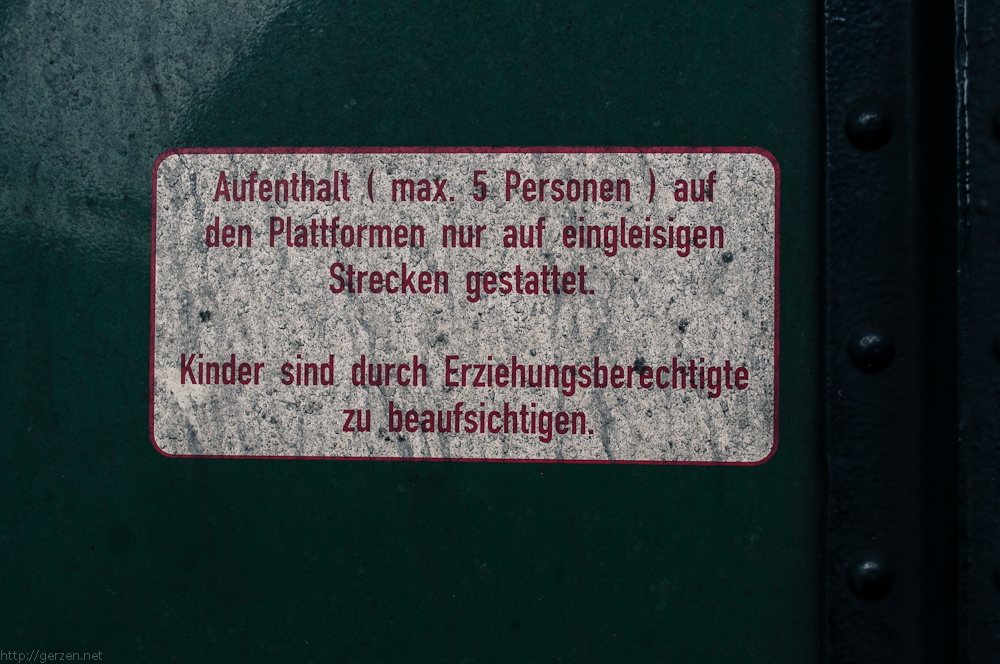 Aufenthalt ( max. 5 Personen ) auf
den Plattformen nur auf eingleisigen
Strecken gestattet.
Kinder sind durch Erziehungsberechtigte
zu beaufsichtigen.
http://gerzen.net